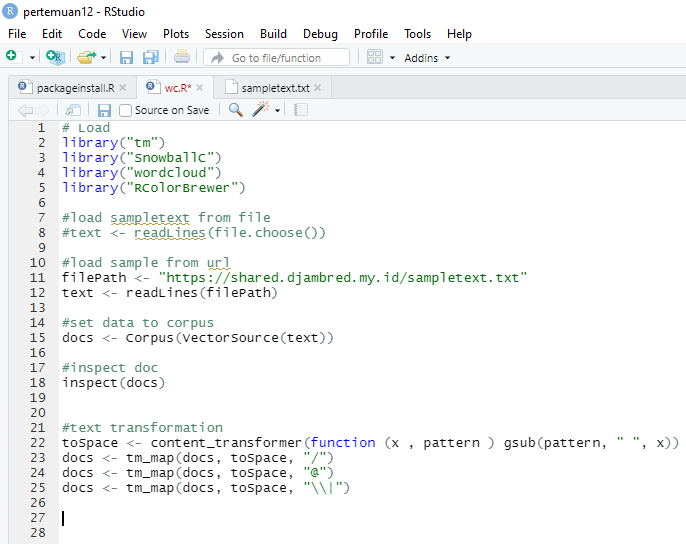 pertemuan12 - RStudio
File Edit Code View Plots Session Build Debug Profile Tools Help
Go to file/function Addins
packageinstall.R wc.R* sampletext.txt
Source on Save
1 # Load
2 library("tm")
3 library("SnowballC")
4 library("wordcloud")
5 library("RColorBrewer")
6
7 #load sampletext from file
8 #text <- readLines(file.choose())
9
10 #load sample from url
11 filePath <- "https://shared.djambred.my.id/sampletext.txt"
12 text <- readLines(filePath)
13
14 #set data to corpus
15 docs <- Corpus(VectorSource(text))
16
17 #inspect doc
18 inspect(docs)
19
20
21 #text transformation
22 toSpace <- content_transformer(function (x , pattern ) gsub(pattern, " ", x))
23 docs <- tm_map(docs, toSpace, "/")
24 docs <- tm_map(docs, toSpace, "@")
25 docs <- tm_map(docs, toSpace, "\\|")
26
27
28